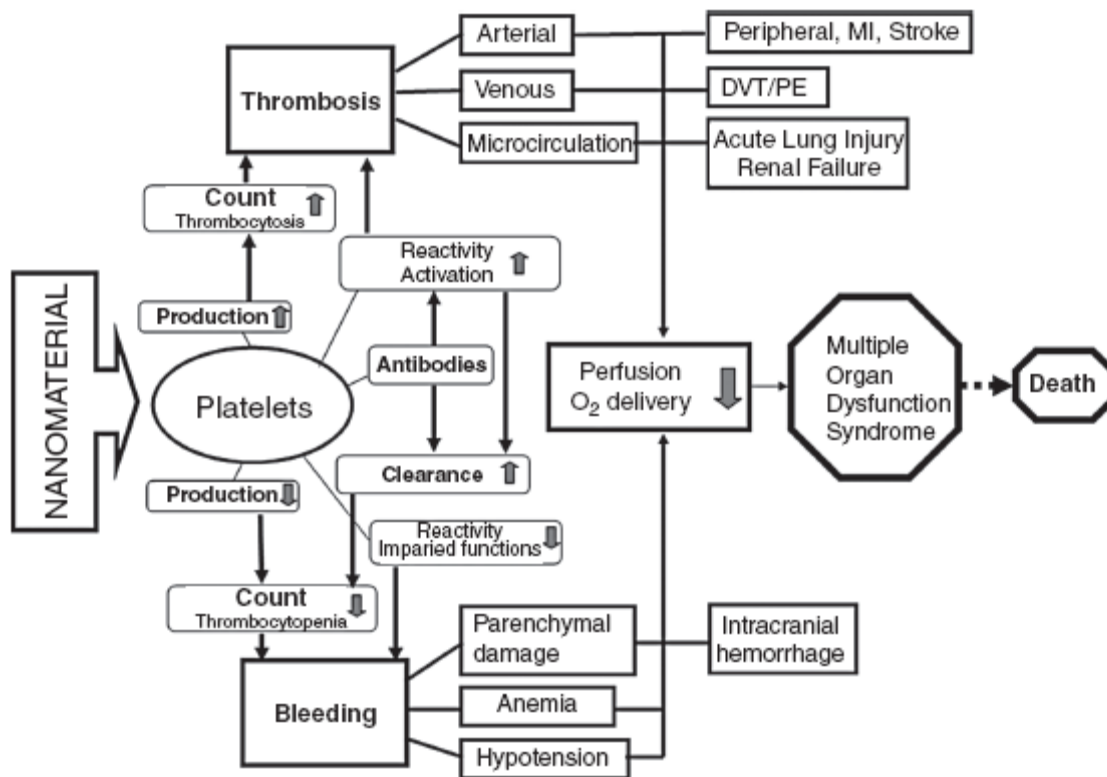 Arterial
Peripheral, MI, Stroke
Thrombosis
Venous
DVT/PE
Microcirculation
Acute Lung Injury
Renal Failure
Count
Thrombocytosis
Reactivity
Activation
NANOMATERIAL
Production
Antibodies
Platelets
Perfusion
O₂ delivery
Multiple
Organ
Dysfunction
Syndrome
Death
Clearance
Production
Reactivity
Imparied functions
Count
Thrombocytopenia
Parenchymal
damage
Intracranial
hemorrhage
Bleeding
Anemia
Hypotension